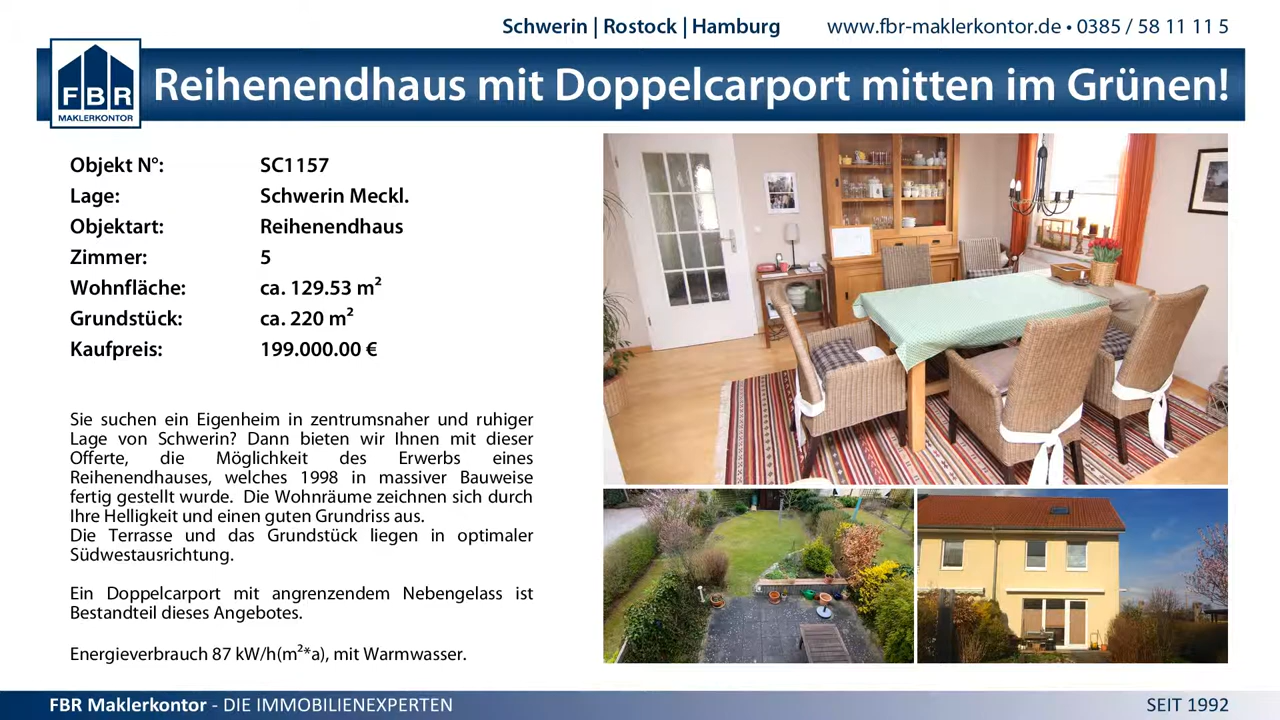 Schwerin | Rostock | Hamburg www.fbr-maklerkontor.de • 0385 / 58 11 11 5
FBR
MAKLERKONTOR
Reihenendhaus mit Doppelcarport mitten im Grünen!
Objekt N°: SC1157
Lage: Schwerin Meckl.
Objektart: Reihenendhaus
Zimmer: 5
Wohnfläche: ca. 129.53 m²
Grundstück: ca. 220 m²
Kaufpreis: 199.000.00 €
Sie suchen ein Eigenheim in zentrumsnaher und ruhiger
Lage von Schwerin? Dann bieten wir Ihnen mit dieser
Offerte, die Möglichkeit des Erwerbs eines
Reihenendhauses, welches 1998 in massiver Bauweise
fertig gestellt wurde. Die Wohnräume zeichnen sich durch
Ihre Helligkeit und einen guten Grundriss aus.
Die Terrasse und das Grundstück liegen in optimaler
Südwestausrichtung.
Ein Doppelcarport mit angrenzendem Nebengelass ist
Bestandteil dieses Angebotes.
Energieverbrauch 87 kW/h(m²*a), mit Warmwasser.
FBR Maklerkontor - DIE IMMOBILIENEXPERTEN SEIT 1992